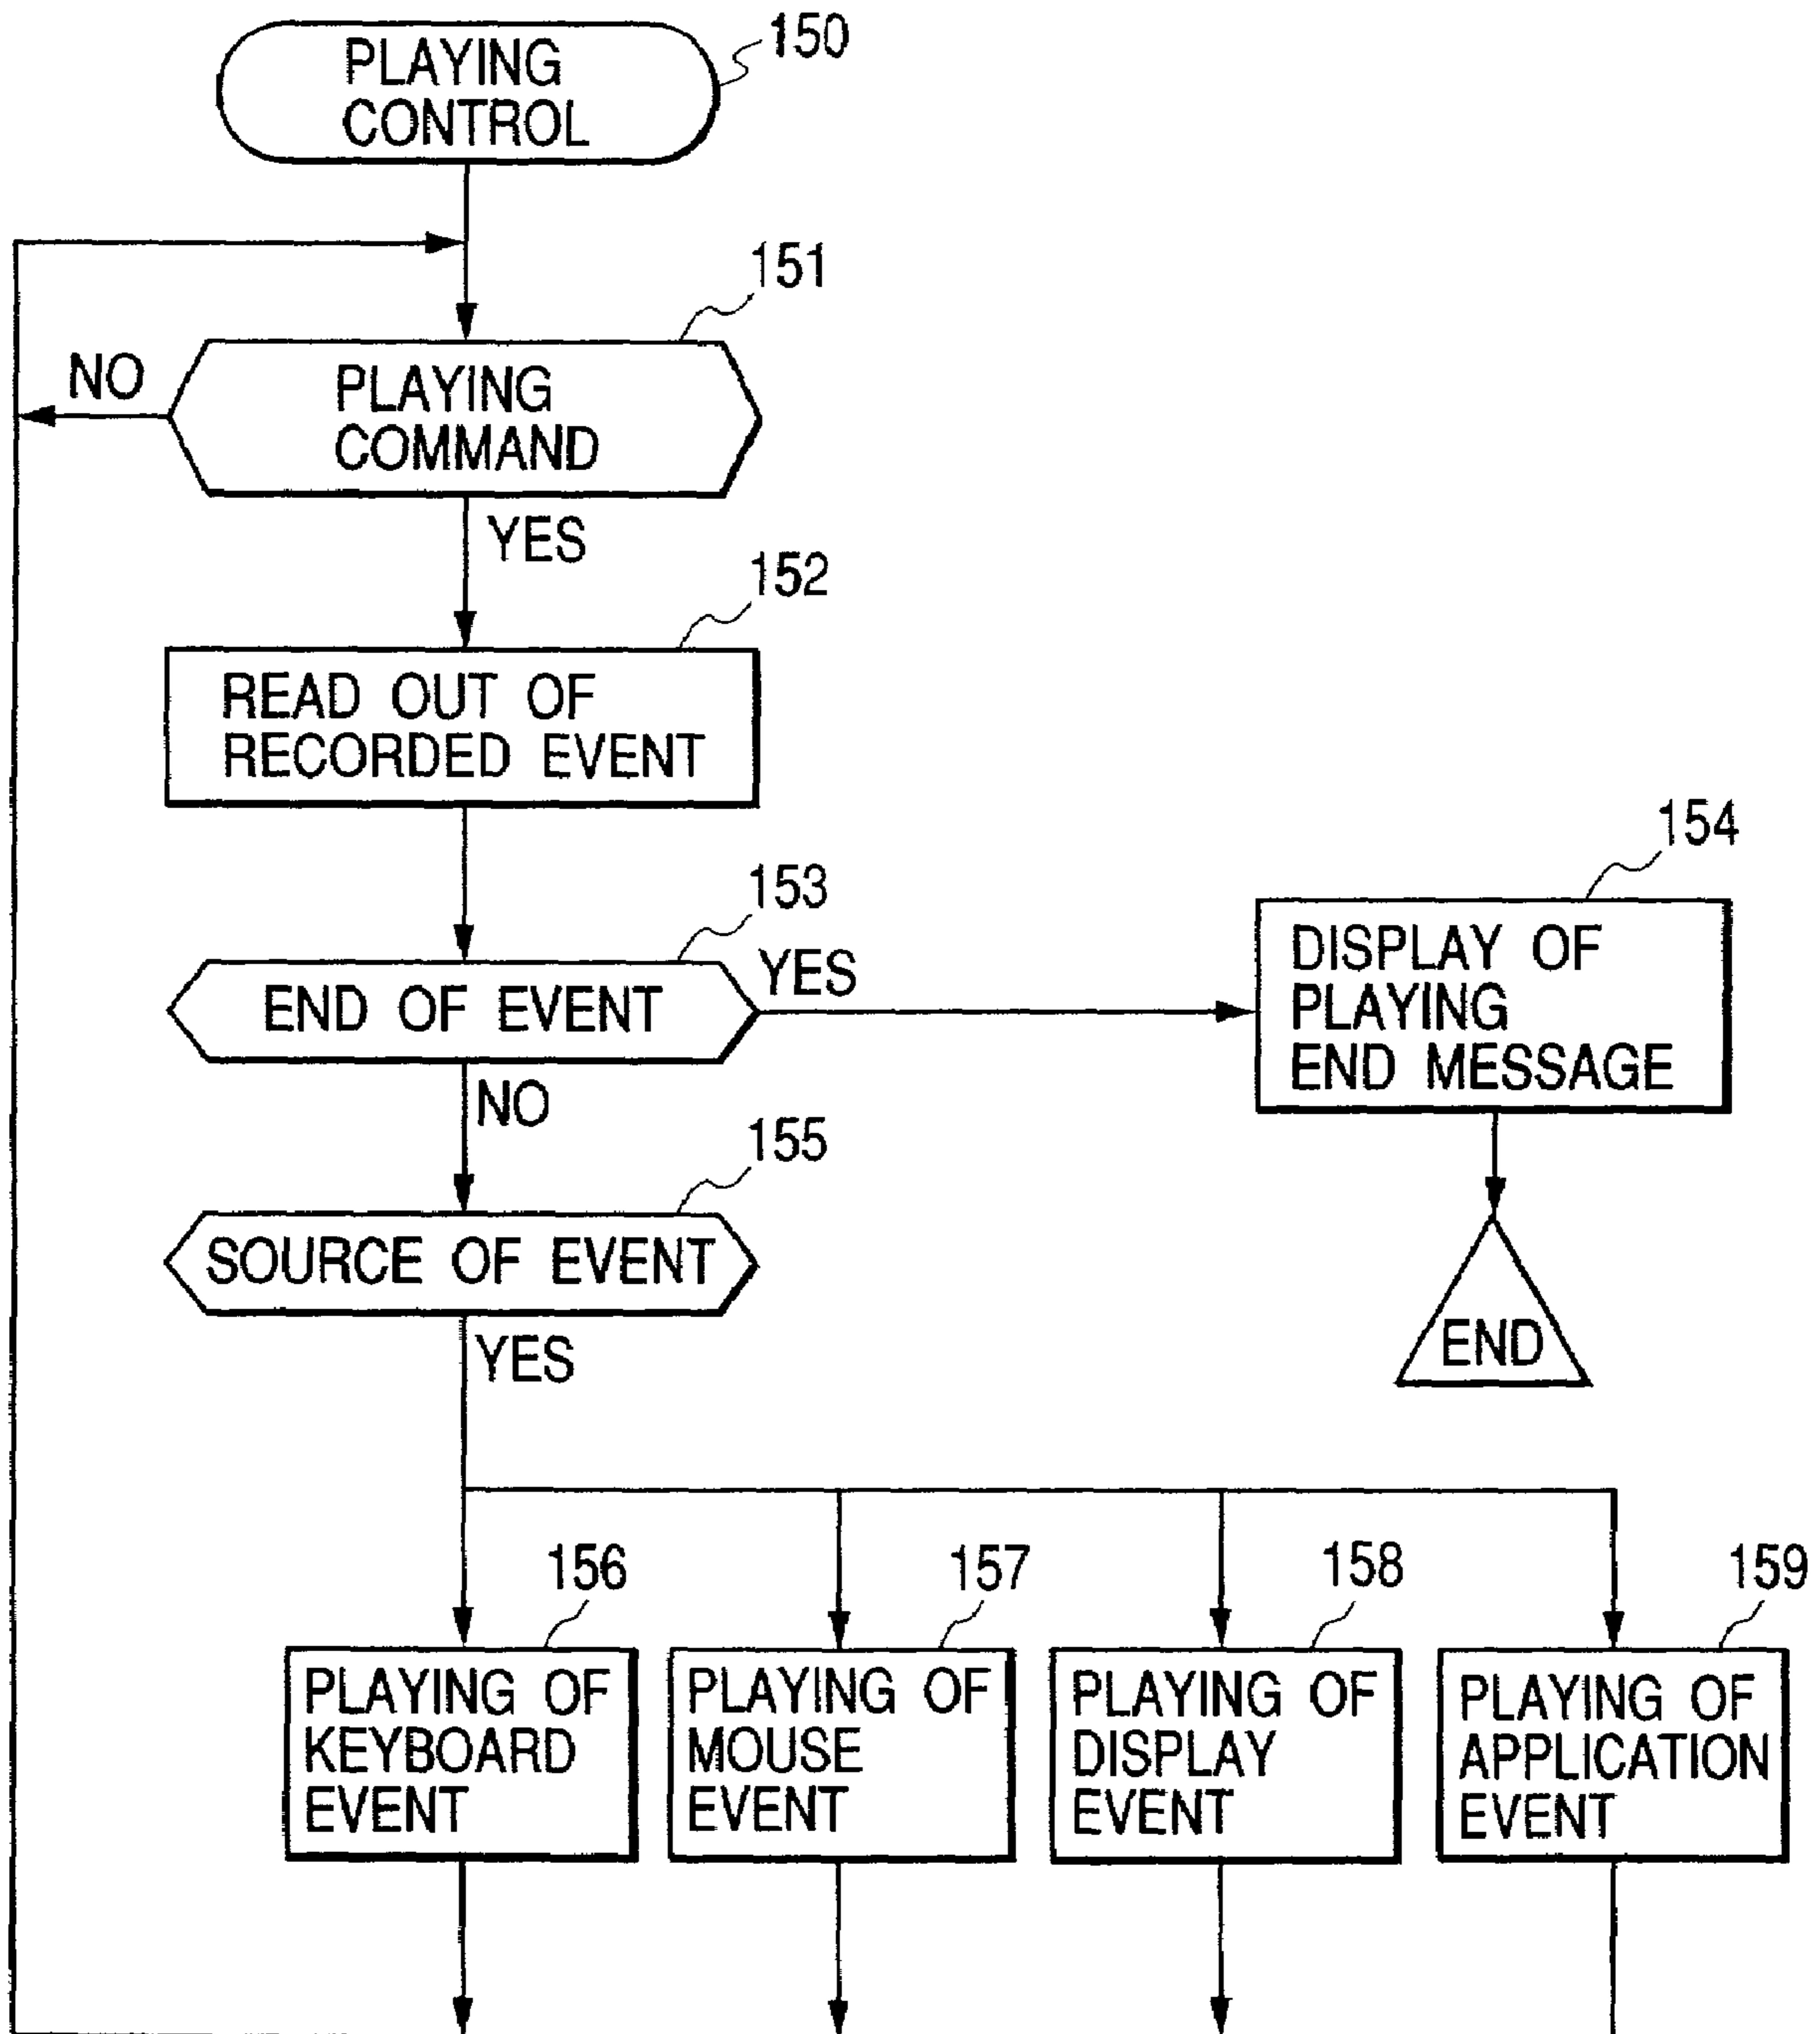 PLAYING
CONTROL
150
151
NO
PLAYING
COMMAND
YES
152
READ OUT OF
RECORDED EVENT
153
154
END OF EVENT
YES
DISPLAY OF
PLAYING
END MESSAGE
NO
155
SOURCE OF EVENT
END
YES
156
157
158
159
PLAYING OF
KEYBOARD
EVENT
PLAYING OF
MOUSE
EVENT
PLAYING OF
DISPLAY
EVENT
PLAYING OF
APPLICATION
EVENT